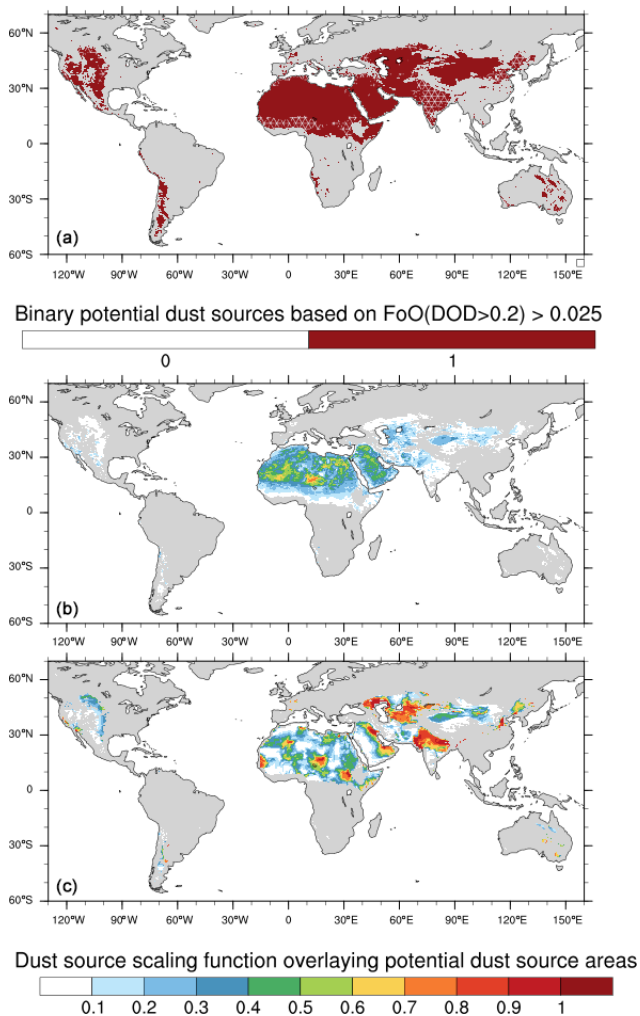 60°N
30°N
0
30°S
(a)
60°S
120°W 90°W 60°W 30°W 0 30°E 60°E 90°E 120°E 150°E
Binary potential dust sources based on FoO(DOD>0.2) > 0.025
0 1
60°N
30°N
0
30°S
(b)
60°S
120°W 90°W 60°W 30°W 0 30°E 60°E 90°E 120°E 150°E
60°N
30°N
0
30°S
(c)
60°S
120°W 90°W 60°W 30°W 0 30°E 60°E 90°E 120°E 150°E
Dust source scaling function overlaying potential dust source areas
0.1 0.2 0.3 0.4 0.5 0.6 0.7 0.8 0.9 1